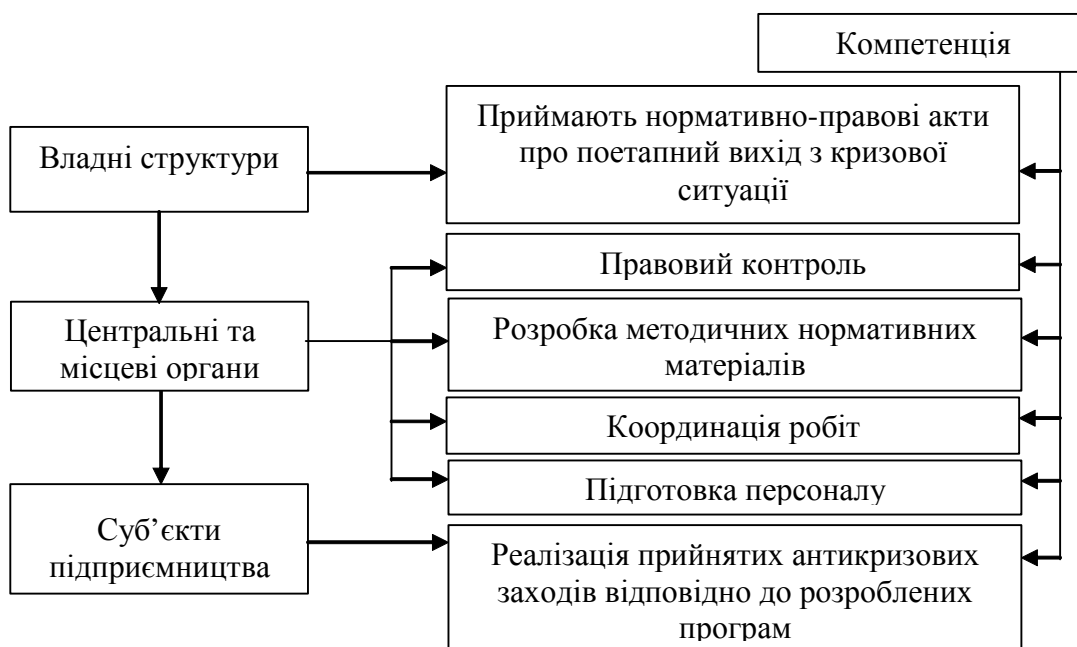 Компетенція
Приймають нормативно-правові акти
про поетапний вихід з кризової
ситуації
Владні структури
Правовий контроль
Центральні та
місцеві органи
Розробка методичних нормативних
матеріалів
Координація робіт
Підготовка персоналу
Суб’єкти
підприємництва
Реалізація прийнятих антикризових
заходів відповідно до розроблених
програм